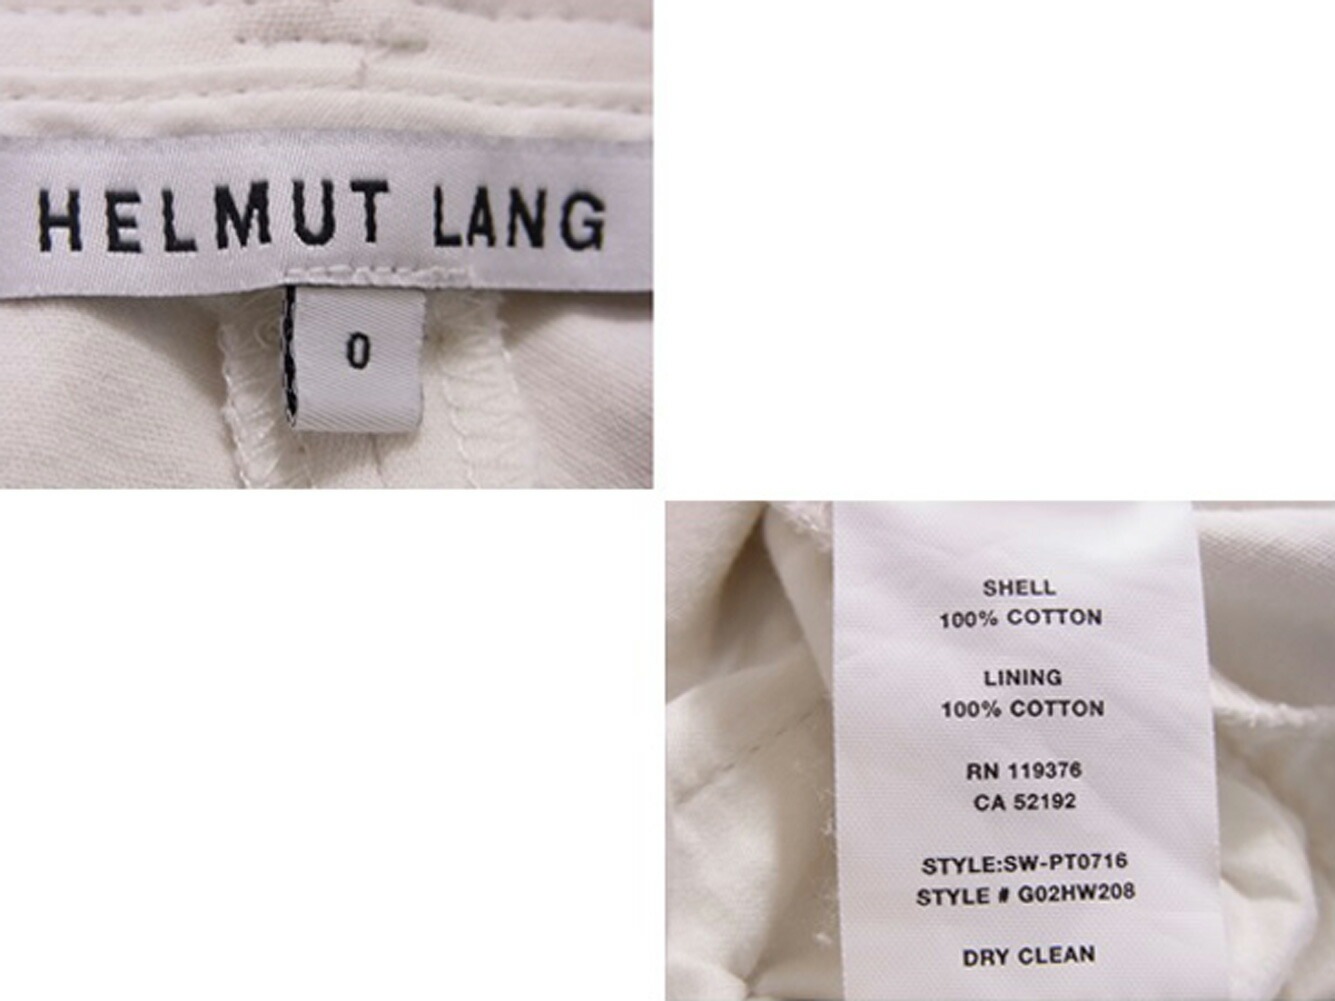 HELMUT LANG
0
SHELL
100% COTTON
LINING
100% COTTON
RN 119376
CA 52192
STYLE:SW-PT0716
STYLE # G02HW208
DRY CLEAN